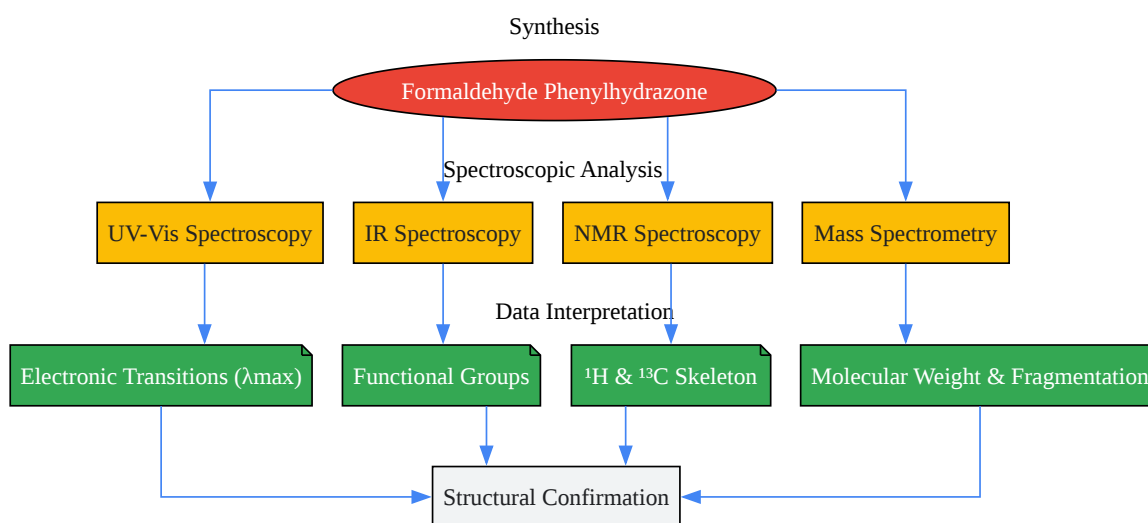 Synthesis
Formaldehyde Phenylhydrazone
Spectroscopic Analysis
UV-Vis Spectroscopy
IR Spectroscopy
NMR Spectroscopy
Mass Spectrometry
Data Interpretation
Electronic Transitions (λmax)
Functional Groups
¹H & ¹³C Skeleton
Molecular Weight & Fragmentation
Structural Confirmation